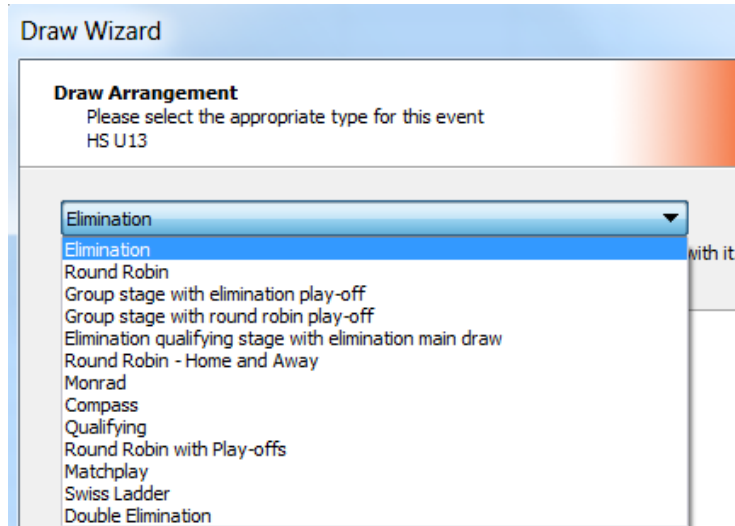 Draw Wizard
Draw Arrangement
Please select the appropriate type for this event
HS U13
Elimination
Elimination
with it
Round Robin
Group stage with elimination play-off
Group stage with round robin play-off
Elimination qualifying stage with elimination main draw
Round Robin - Home and Away
Monrad
Compass
Qualifying
Round Robin with Play-offs
Matchplay
Swiss Ladder
Double Elimination